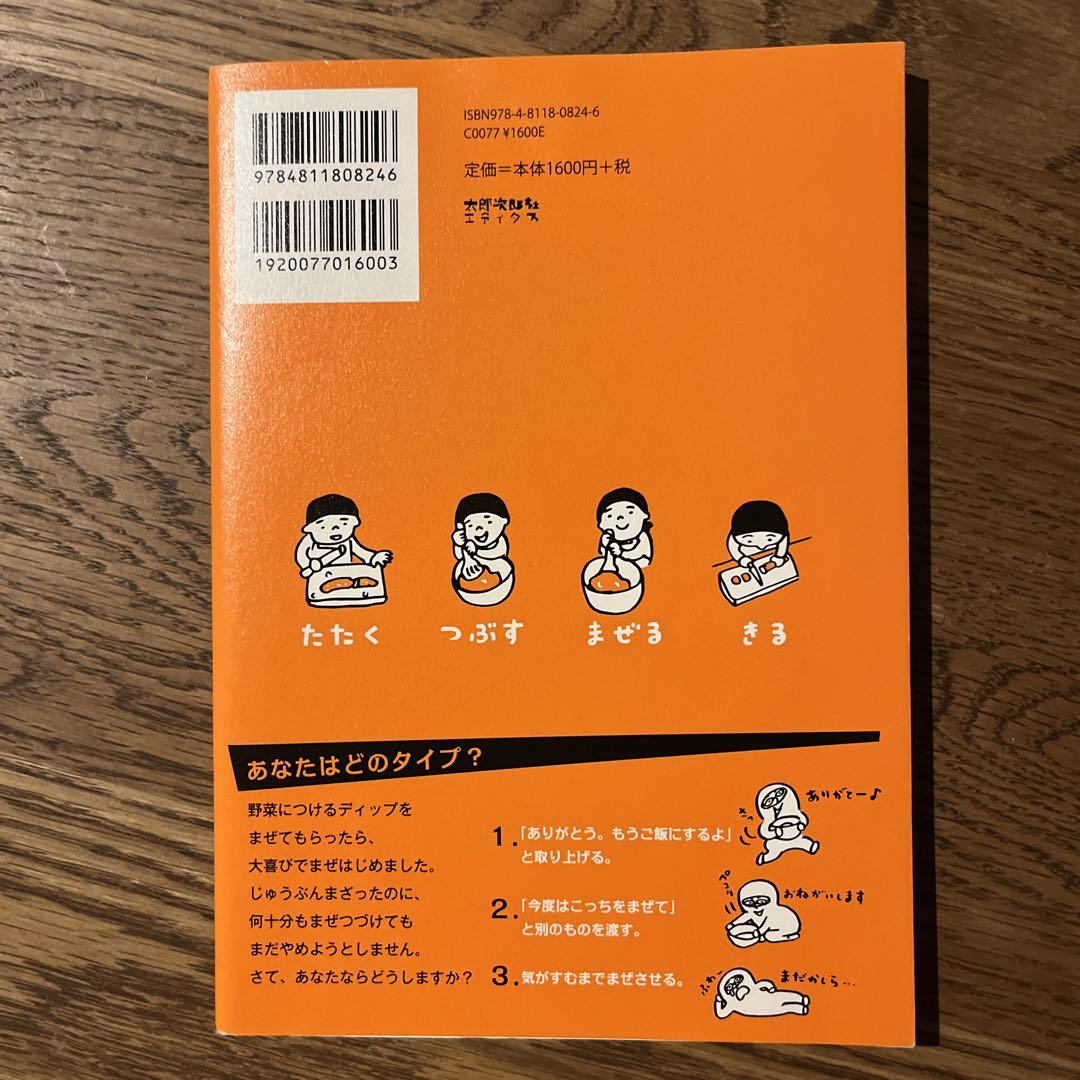 9784811808246
1920077016003
ISBN978-4-8118-0824-6
C0077 ¥1600E
定価＝本体1600円＋税
太郎次郎社
エディタス
たたく
つぶす
まぜる
きる
あなたはどのタイプ？
野菜につけるディップを
まぜてもらったら、
大喜びでまぜはじめました。
じゅうぶんまざったのに、
何十分もまぜつづけても
まだやめようとしません。
さて、あなたならどうしますか？
1.「ありがとう。もうご飯にするよ」
と取り上げる。
さっ
ありがてー♪
2.「今度はこっちをまぜて」
と別のものを渡す。
ペコペコ
おねがいします
3.気がすむまでまぜさせる。
ふぁー
まだかしら…